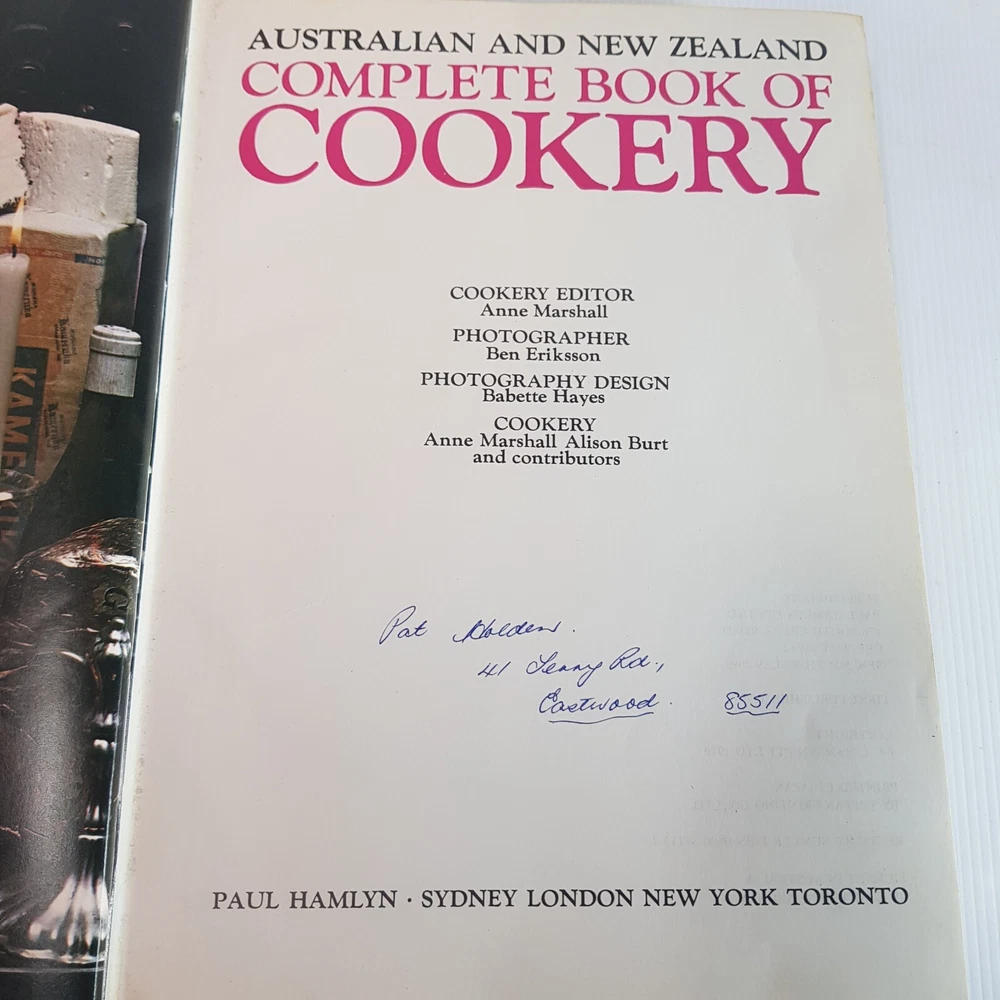 AUSTRALIAN AND NEW ZEALAND
COMPLETE BOOK OF
COOKERY
COOKERY EDITOR
Anne Marshall
PHOTOGRAPHER
Ben Eriksson
PHOTOGRAPHY DESIGN
Babette Hayes
COOKERY
Anne Marshall Alison Burt
and contributors
Pat Holden.
41 Terry Rd.,
Eastwood. 85511
PAUL HAMLYN · SYDNEY LONDON NEW YORK TORONTO